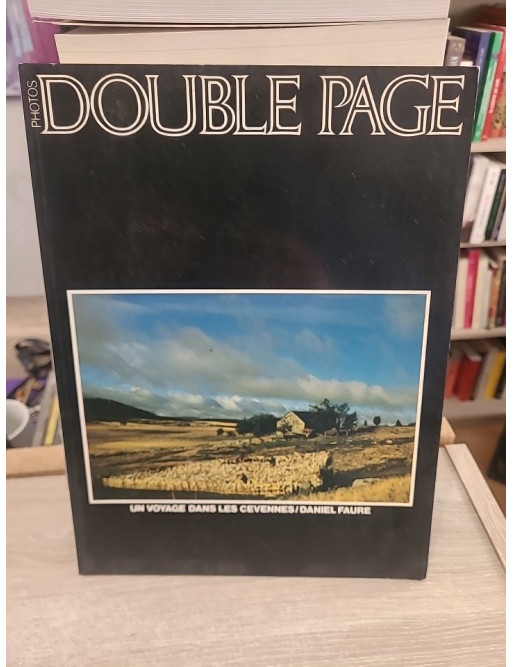 PHOTOS
DOUBLE PAGE
UN VOYAGE DANS LES CEVENNES/DANIEL FAURE